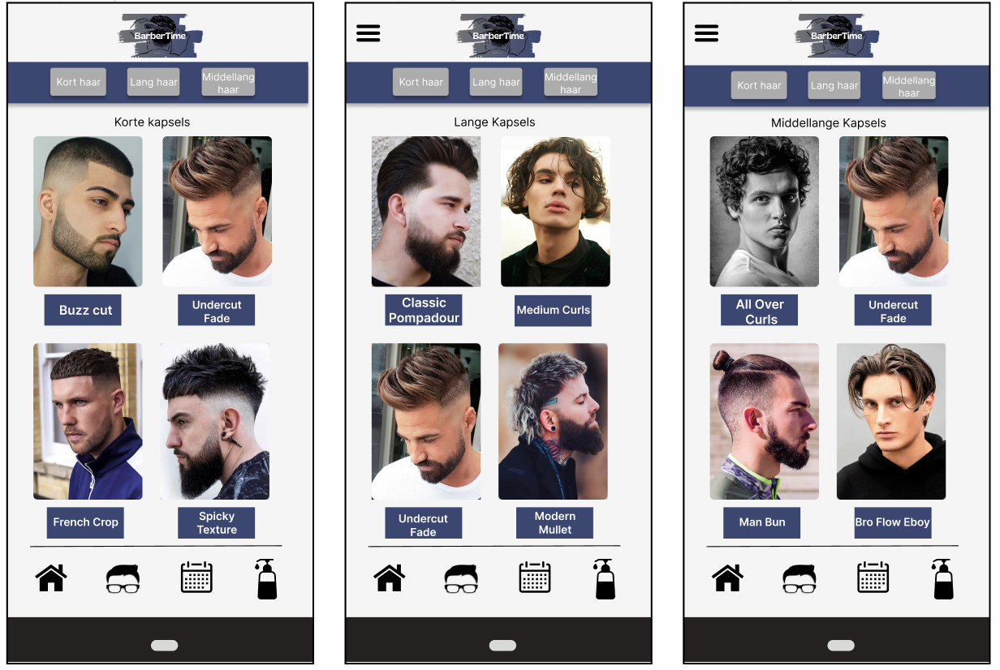 BarberTime
Kort haar
Lang haar
Middellang
haar
Korte kapsels
Buzz cut
Undercut
Fade
French Crop
Spicky
Texture
BarberTime
Kort haar
Lang haar
Middellang
haar
Lange Kapsels
Classic
Pompadour
Medium Curls
Undercut
Fade
Modern
Mullet
BarberTime
Kort haar
Lang haar
Middellang
haar
Middellange Kapsels
All Over
Curls
Undercut
Fade
Man Bun
Bro Flow Eboy